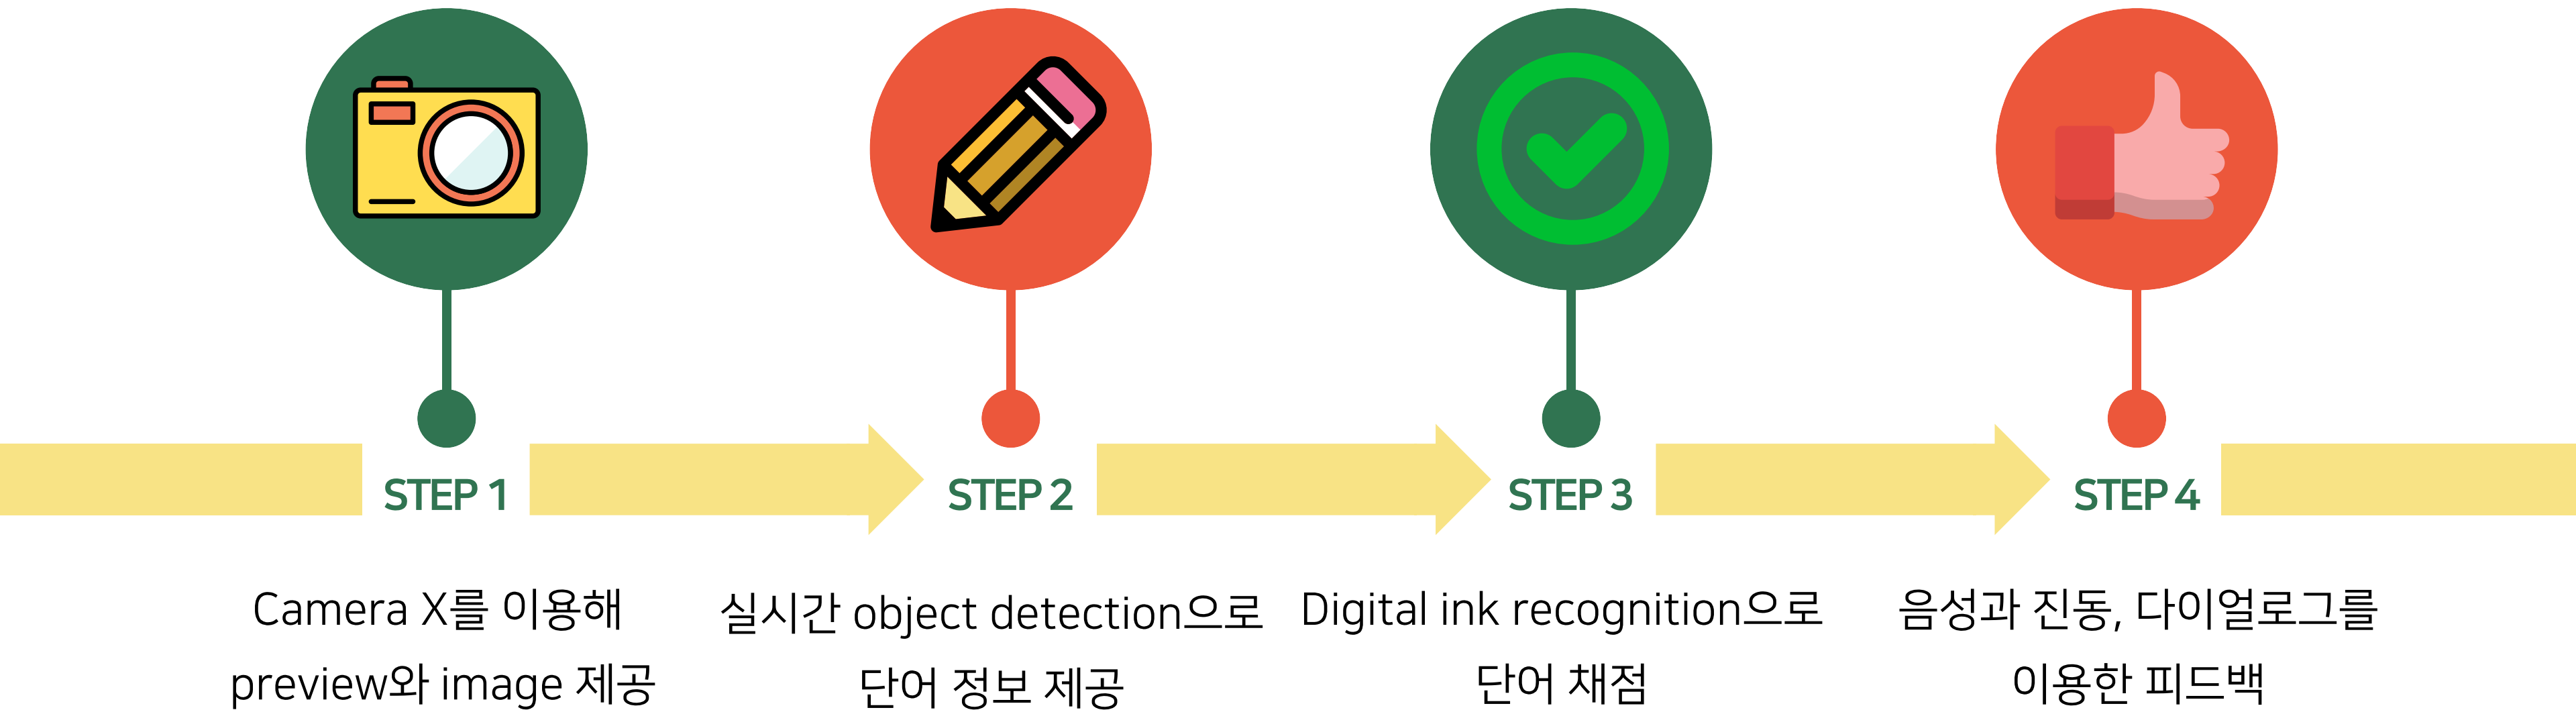 STEP 1
Camera X를 이용해
preview와 image 제공
STEP 2
실시간 object detection으로
단어 정보 제공
STEP 3
Digital ink recognition으로
단어 채점
STEP 4
음성과 진동, 다이얼로그를
이용한 피드백